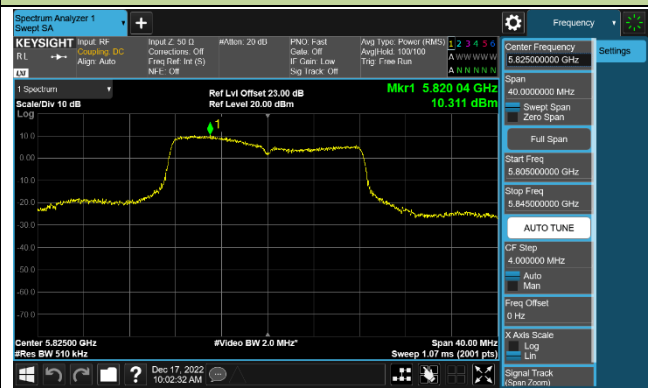 Spectrum Analyzer 1
Swept SA
Frequency
KEYSIGHT
Input: RF
Coupling: DC
Align: Auto
Input Z: 50 Ω
Corrections: Off
Freq Ref: Int (S)
NFE: Off
#Atten: 20 dB
PNO: Fast
Gate: Off
IF Gain: Low
Sig Track: Off
Avg Type: Power (RMS)
Avg|Hold: 100/100
Trig: Free Run
1 2 3 4 5 6
A W W W W W
A N N N N N
RL
LXI
1 Spectrum
Scale/Div 10 dB
Log
Ref Lvl Offset 23.00 dB
Ref Level 20.00 dBm
Mkr1 5.820 04 GHz
10.311 dBm
1
10.0
0.00
-10.0
-20.0
-30.0
-40.0
-50.0
-60.0
-70.0
Center 5.82500 GHz
#Res BW 510 kHz
#Video BW 2.0 MHz*
Span 40.00 MHz
Sweep 1.07 ms (2001 pts)
Center Frequency
5.825000000 GHz
Settings
Span
40.0000000 MHz
Swept Span
Zero Span
Full Span
Start Freq
5.805000000 GHz
Stop Freq
5.845000000 GHz
AUTO TUNE
CF Step
4.000000 MHz
Auto
Man
Freq Offset
0 Hz
X Axis Scale
Log
Lin
Signal Track
(Span Zoom)
?
Dec 17, 2022
10:02:32 AM